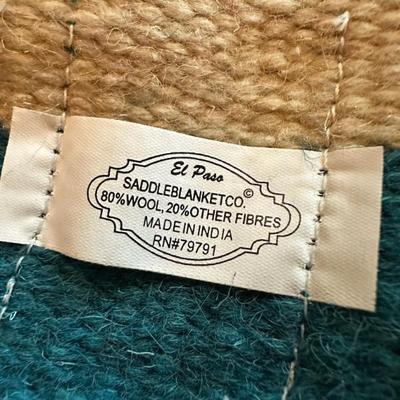 El Paso
SADDLEBLANKETCO.©
80%WOOL, 20%OTHER FIBRES
MADE IN INDIA
RN#79791